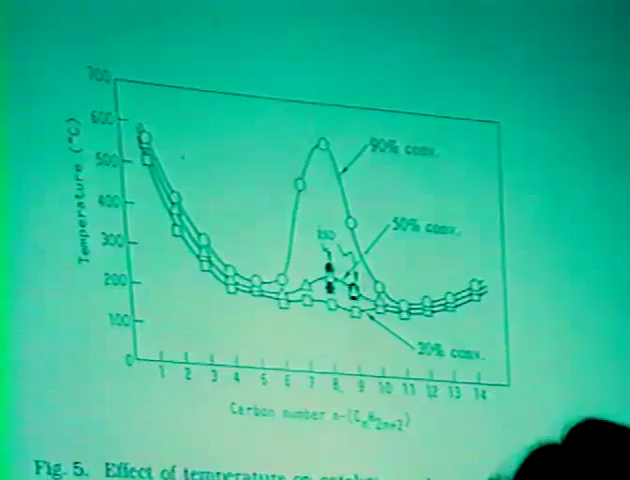 700
600
500
400
300
200
100
0
Temperature (°C)
90% conv.
50% conv.
iso
20% conv.
1 2 3 4 5 6 7 8 9 10 11 12 13 14
Carbon number n-(CnH2n+2)
Fig. 5. Effect of temperature on